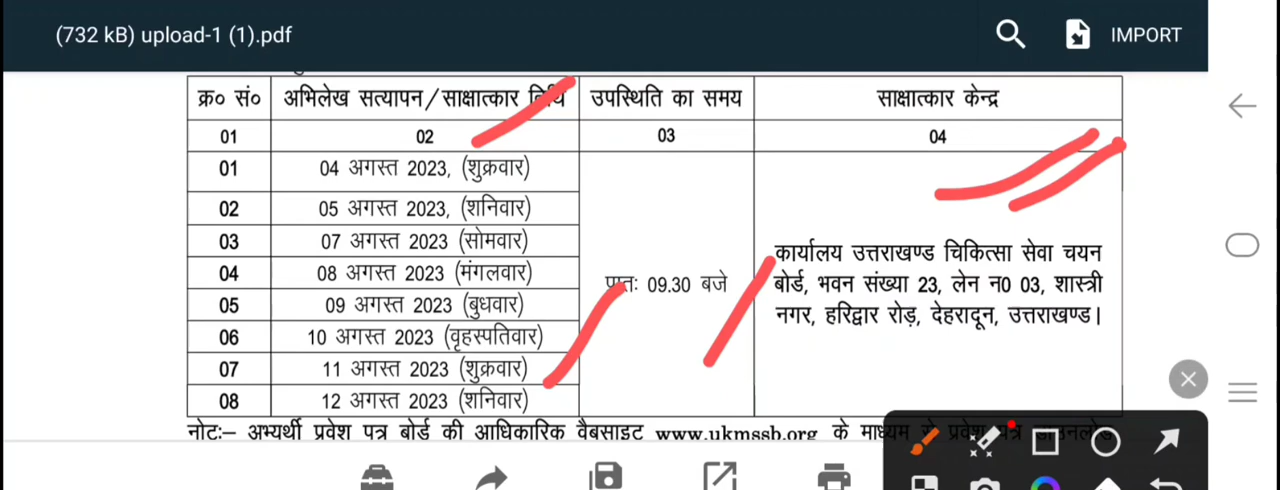 (732 kB) upload-1 (1).pdf IMPORT
क्र० सं० अभिलेख सत्यापन/साक्षात्कार तिथि उपस्थिति का समय साक्षात्कार केन्द्र
01 02 03 04
01 04 अगस्त 2023, (शुक्रवार)
02 05 अगस्त 2023, (शनिवार)
03 07 अगस्त 2023 (सोमवार)
04 08 अगस्त 2023 (मंगलवार)
05 09 अगस्त 2023 (बुधवार)
06 10 अगस्त 2023 (वृहस्पतिवार)
07 11 अगस्त 2023 (शुक्रवार)
08 12 अगस्त 2023 (शनिवार)
प्रातः 09.30 बजे
कार्यालय उत्तराखण्ड चिकित्सा सेवा चयन
बोर्ड, भवन संख्या 23, लेन न0 03, शास्त्री
नगर, हरिद्वार रोड़, देहरादून, उत्तराखण्ड।
नोटः– अभ्यर्थी प्रवेश पत्र बोर्ड की आधिकारिक वैबसाइट www.ukmssb.org के माध्यम से प्रवेश पत्र